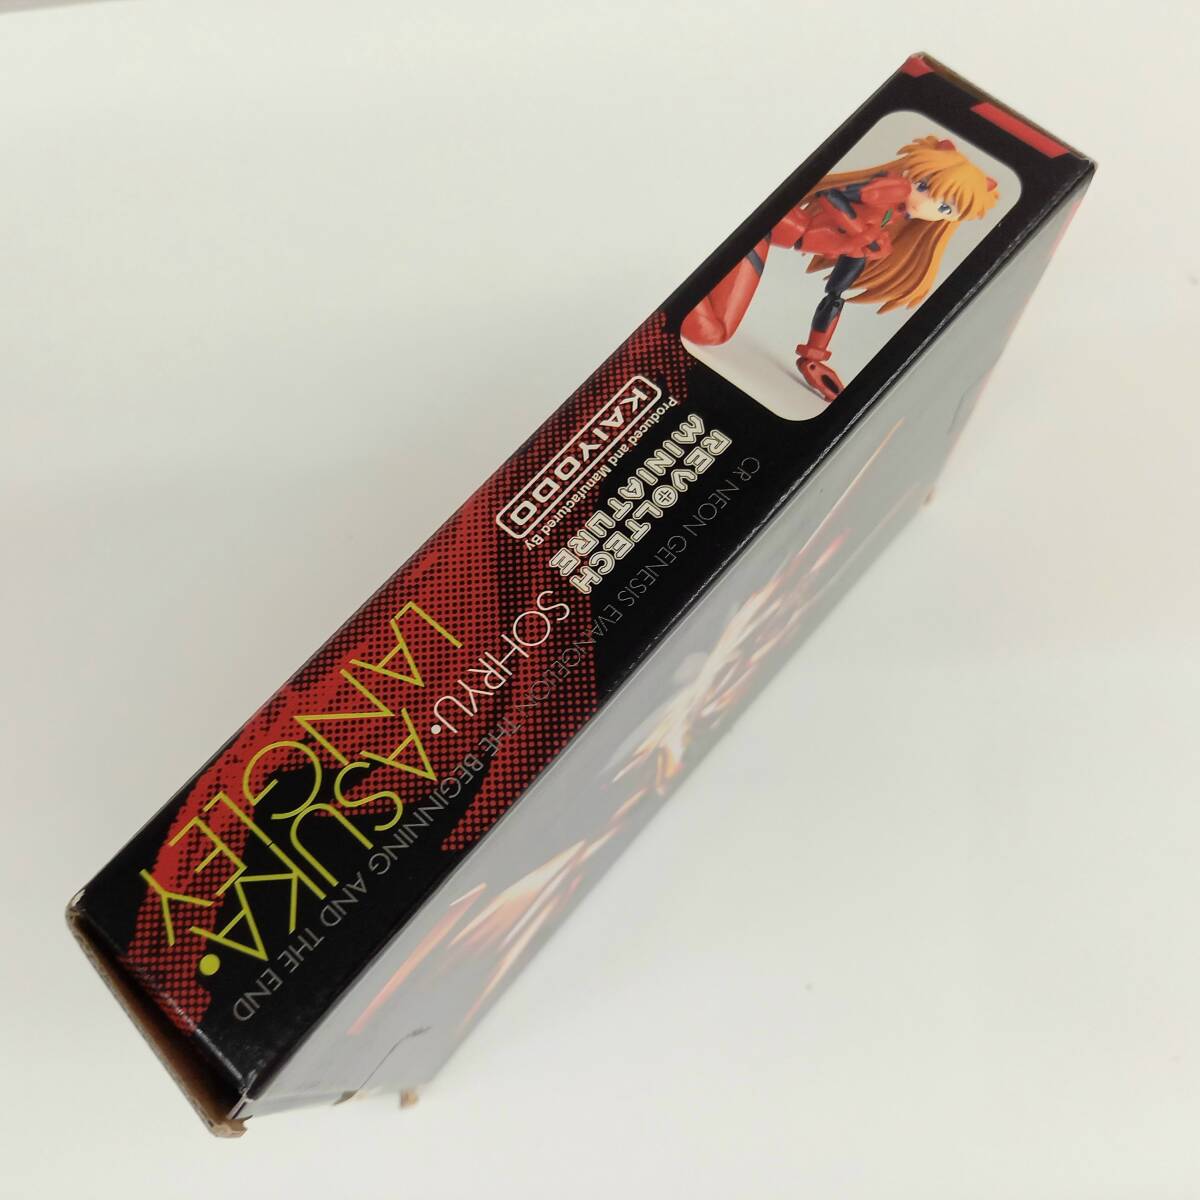 CR NEON GENESIS EVANGELION THE BEGINNING AND THE END
REVOLTECH
MINIATURE
Produced and Manufactured By
KAIYODO
SOHRYU・ASUKA・
LANGLEY